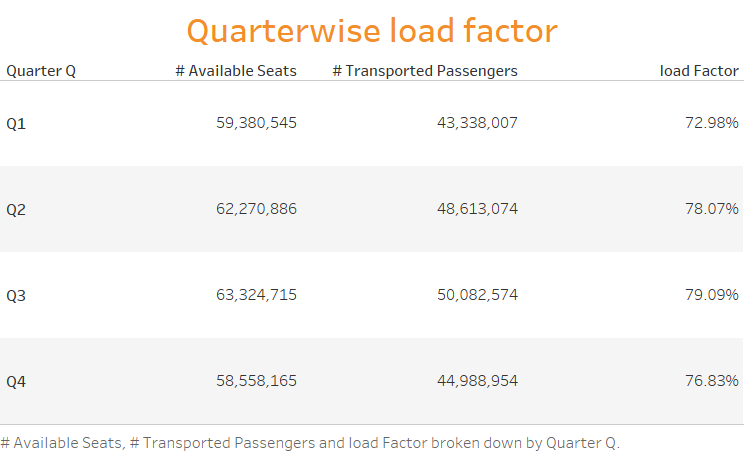 Quarterwise load factor
Quarter Q # Available Seats # Transported Passengers load Factor
Q1 59,380,545 43,338,007 72.98%
Q2 62,270,886 48,613,074 78.07%
Q3 63,324,715 50,082,574 79.09%
Q4 58,558,165 44,988,954 76.83%
# Available Seats, # Transported Passengers and load Factor broken down by Quarter Q.